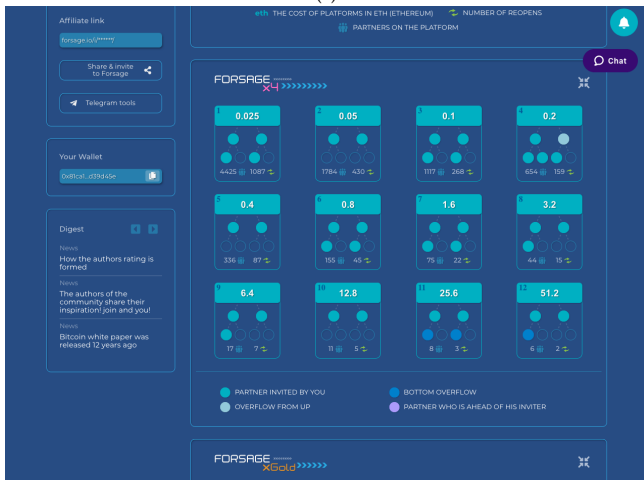 Affiliate link
forsage.io/i/******/
Share & invite
to Forsage
Telegram tools
Your Wallet
0x81ca1...d39d45e
Digest
News
How the authors rating is
formed
News
The authors of the
community share their
inspiration! join and you!
News
Bitcoin white paper was
released 12 years ago
eth THE COST OF PLATFORMS IN ETH (ETHEREUM) NUMBER OF REOPENS
PARTNERS ON THE PLATFORM
Chat
FORSAGE
x4
1 0.025
4425 1087
2 0.05
1784 430
3 0.1
1117 268
4 0.2
654 159
5 0.4
336 87
6 0.8
155 45
7 1.6
75 22
8 3.2
44 15
9 6.4
17 7
10 12.8
11 5
11 25.6
8 3
12 51.2
6 2
PARTNER INVITED BY YOU
BOTTOM OVERFLOW
OVERFLOW FROM UP
PARTNER WHO IS AHEAD OF HIS INVITER
FORSAGE
xGold